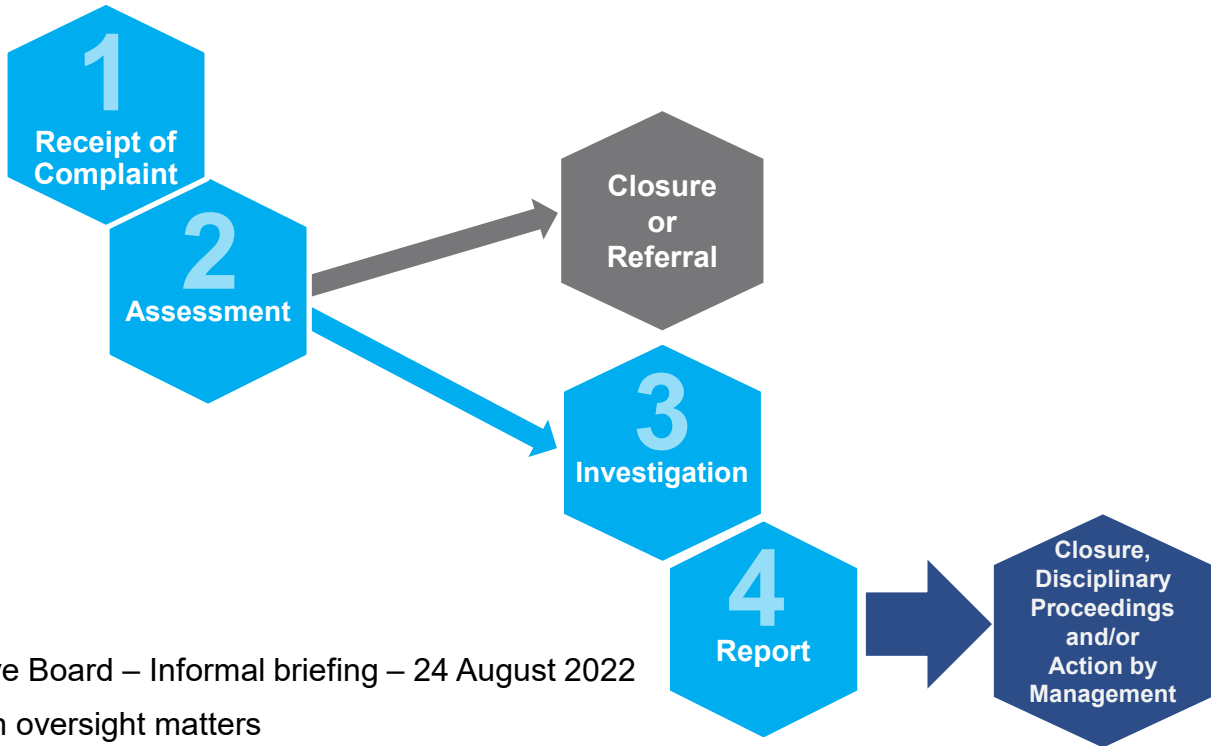 1
Receipt of
Complaint
2
Assessment
Closure
or
Referral
3
Investigation
4
Report
Closure,
Disciplinary
Proceedings
and/or
Action by
Management
Board – Informal briefing – 24 August 2022
oversight matters